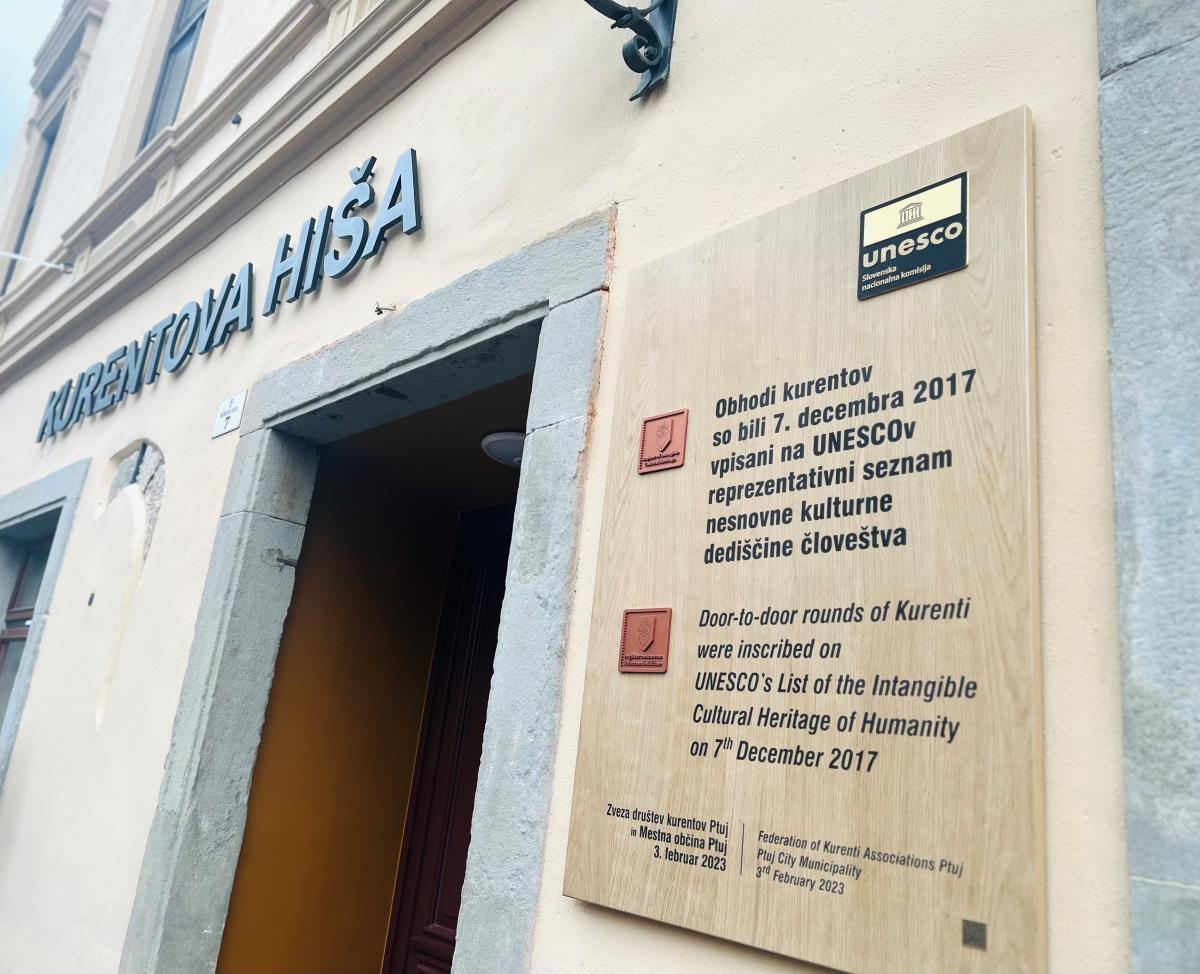 KURENTOVA HIŠA
7
unesco
Slovenska
nacionalna komisija
Obhodi kurentov
so bili 7. decembra 2017
vpisani na UNESCOv
reprezentativni seznam
nesnovne kulturne
dediščine človeštva
Door-to-door rounds of Kurenti
were inscribed on
UNESCO's List of the Intangible
Cultural Heritage of Humanity
on 7th December 2017
Zveza društev kurentov Ptuj
in Mestna občina Ptuj
3. februar 2023
Federation of Kurenti Associations Ptuj
Ptuj City Municipality
3rd February 2023